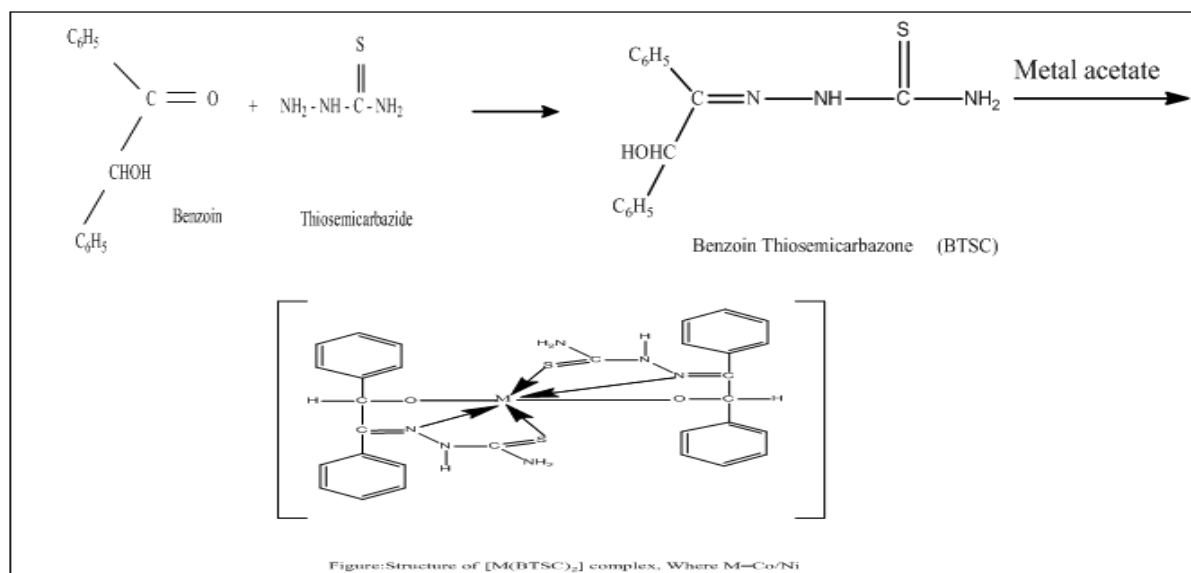 C6H5
C = O
CHOH
C6H5
Benzoin
+
S
NH2 - NH - C - NH2
Thiosemicarbazide
C6H5
S
C=N—NH—C—NH2
HOHC
C6H5
Benzoin Thiosemicarbazone (BTSC)
Metal acetate
H2N
H
S C N N C
H C O M O C H
C N N C S
H NH2
Figure:Structure of [M(BTSC)2] complex, Where M=Co/Ni